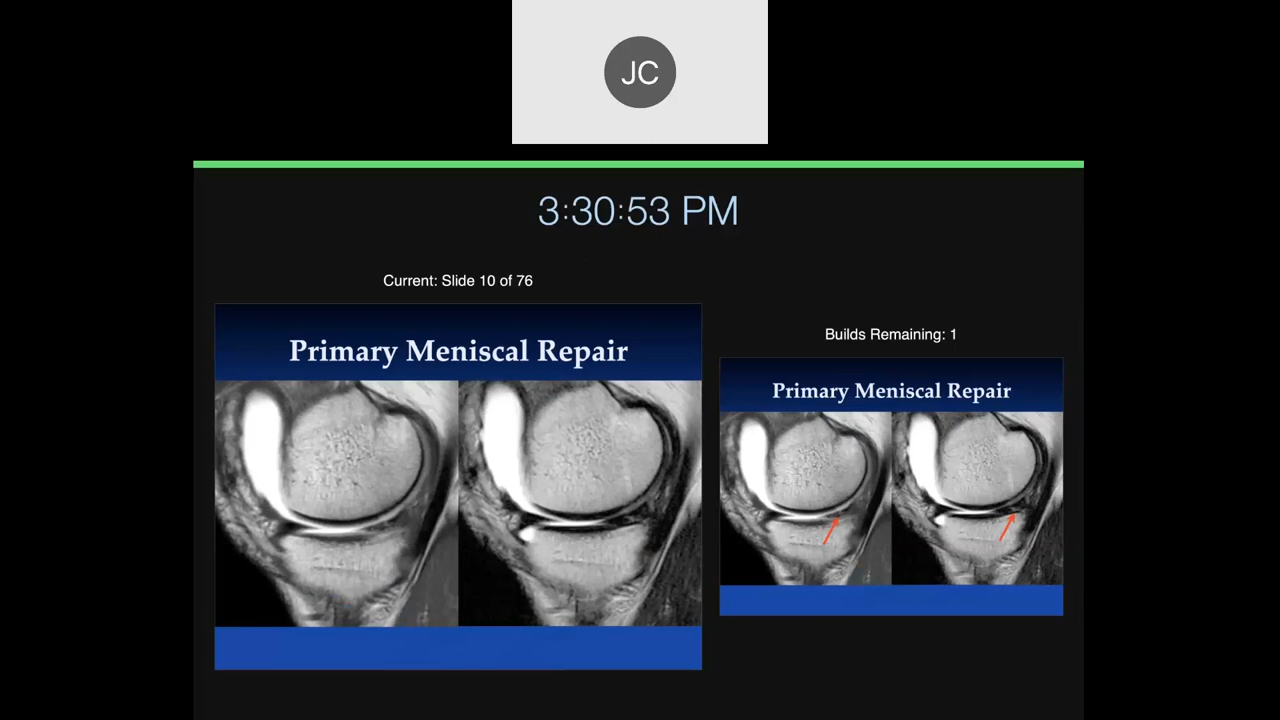 JC
3:30:53 PM
Current: Slide 10 of 76
Primary Meniscal Repair
Builds Remaining: 1
Primary Meniscal Repair